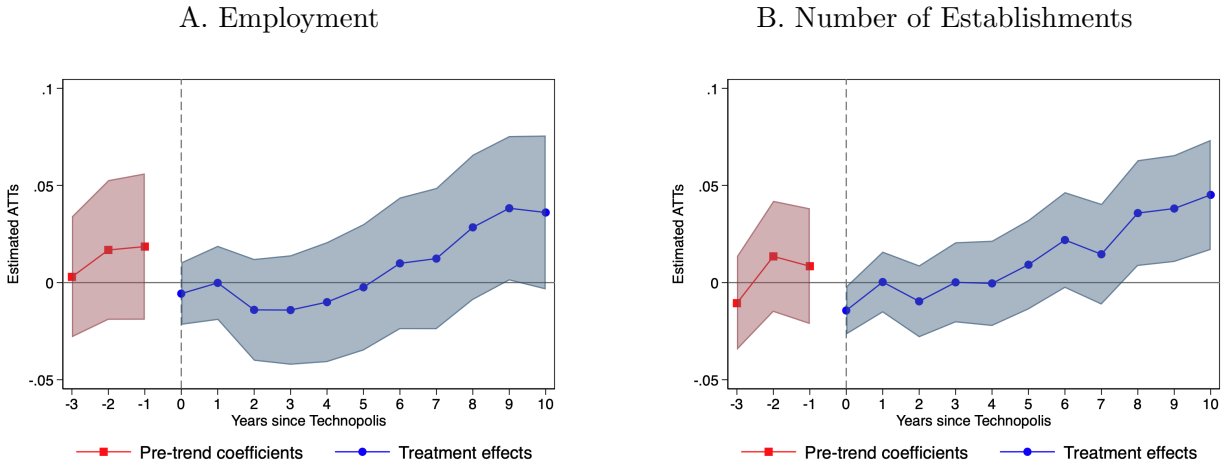 A. Employment
Estimated ATTs
.1
.05
0
-.05
-3 -2 -1 0 1 2 3 4 5 6 7 8 9 10
Years since Technopolis
Pre-trend coefficients Treatment effects
B. Number of Establishments
Estimated ATTs
.1
.05
0
-.05
-3 -2 -1 0 1 2 3 4 5 6 7 8 9 10
Years since Technopolis
Pre-trend coefficients Treatment effects